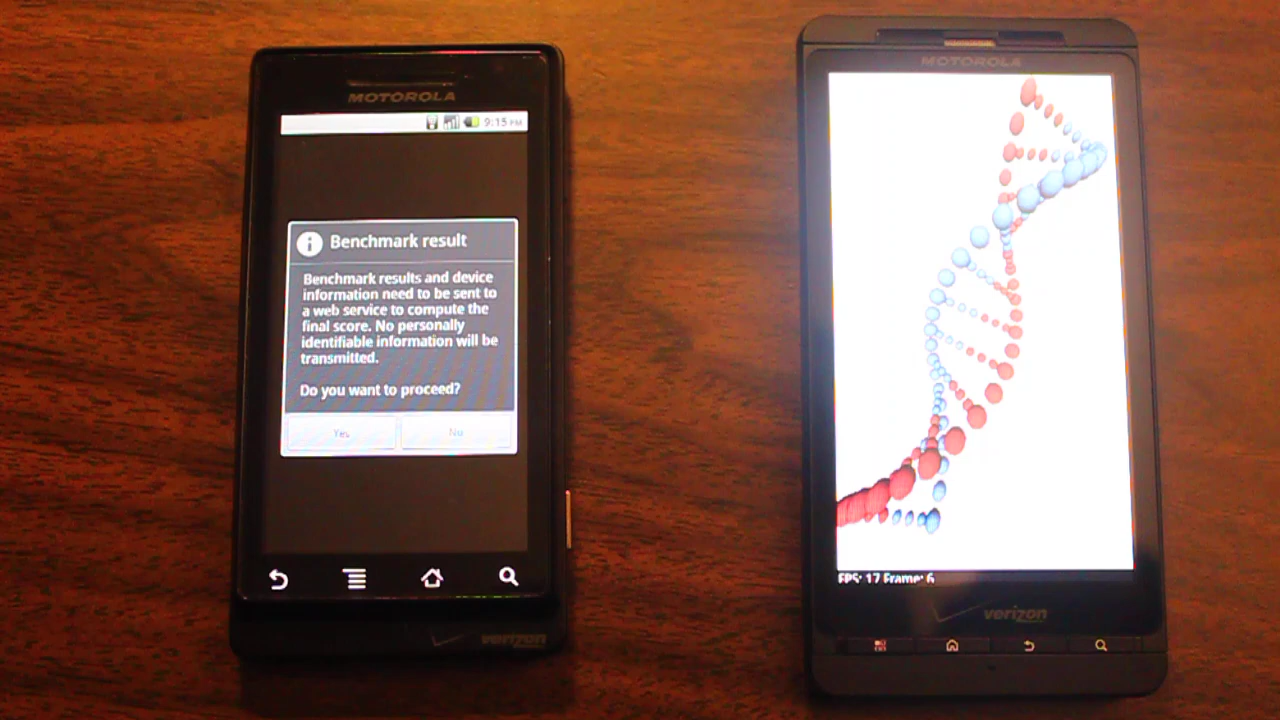 MOTOROLA
9:15 PM
Benchmark result
Benchmark results and device
information need to be sent to
a web service to compute the
final score. No personally
identifiable information will be
transmitted.
Do you want to proceed?
Yes
No
verizon
MOTOROLA
FPS: 17 Frame: 6
verizon